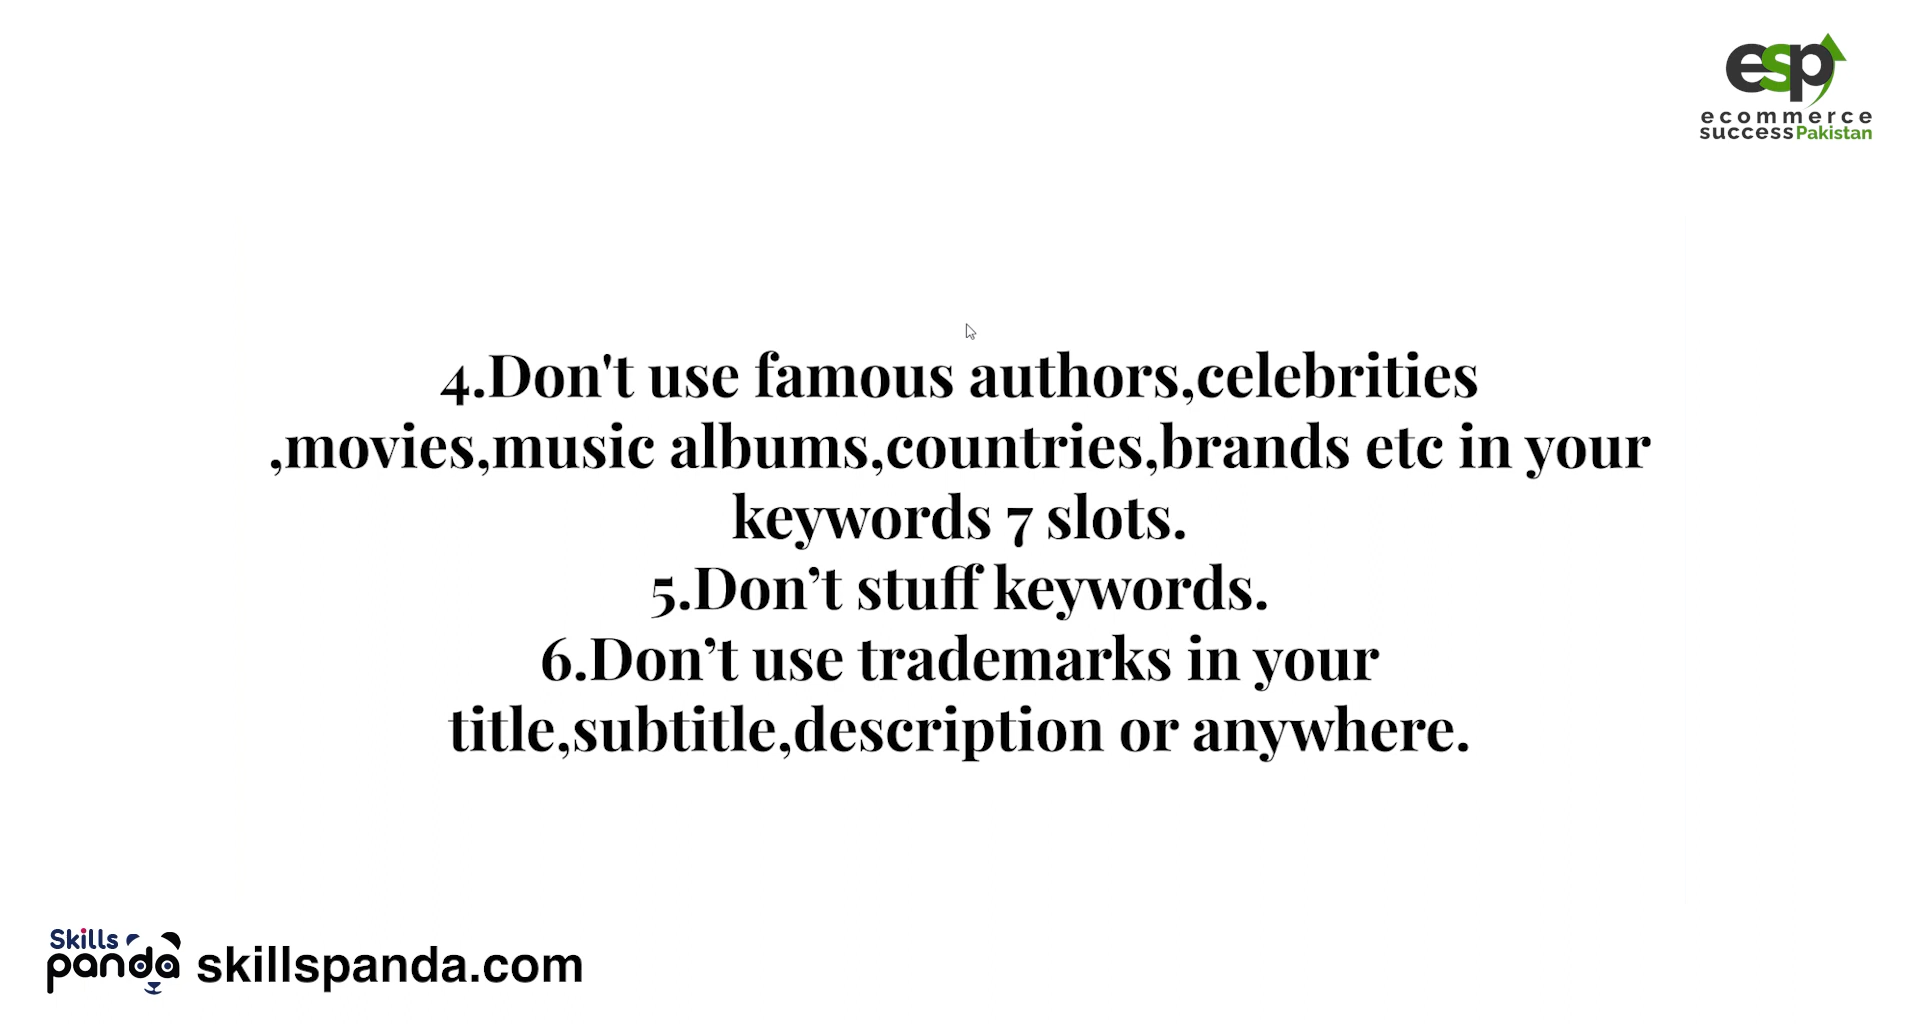 esp
ecommerce
success Pakistan
4.Don't use famous authors,celebrities
,movies,music albums,countries,brands etc in your
keywords 7 slots.
5.Don’t stuff keywords.
6.Don’t use trademarks in your
title,subtitle,description or anywhere.
Skills
panda
skillspanda.com